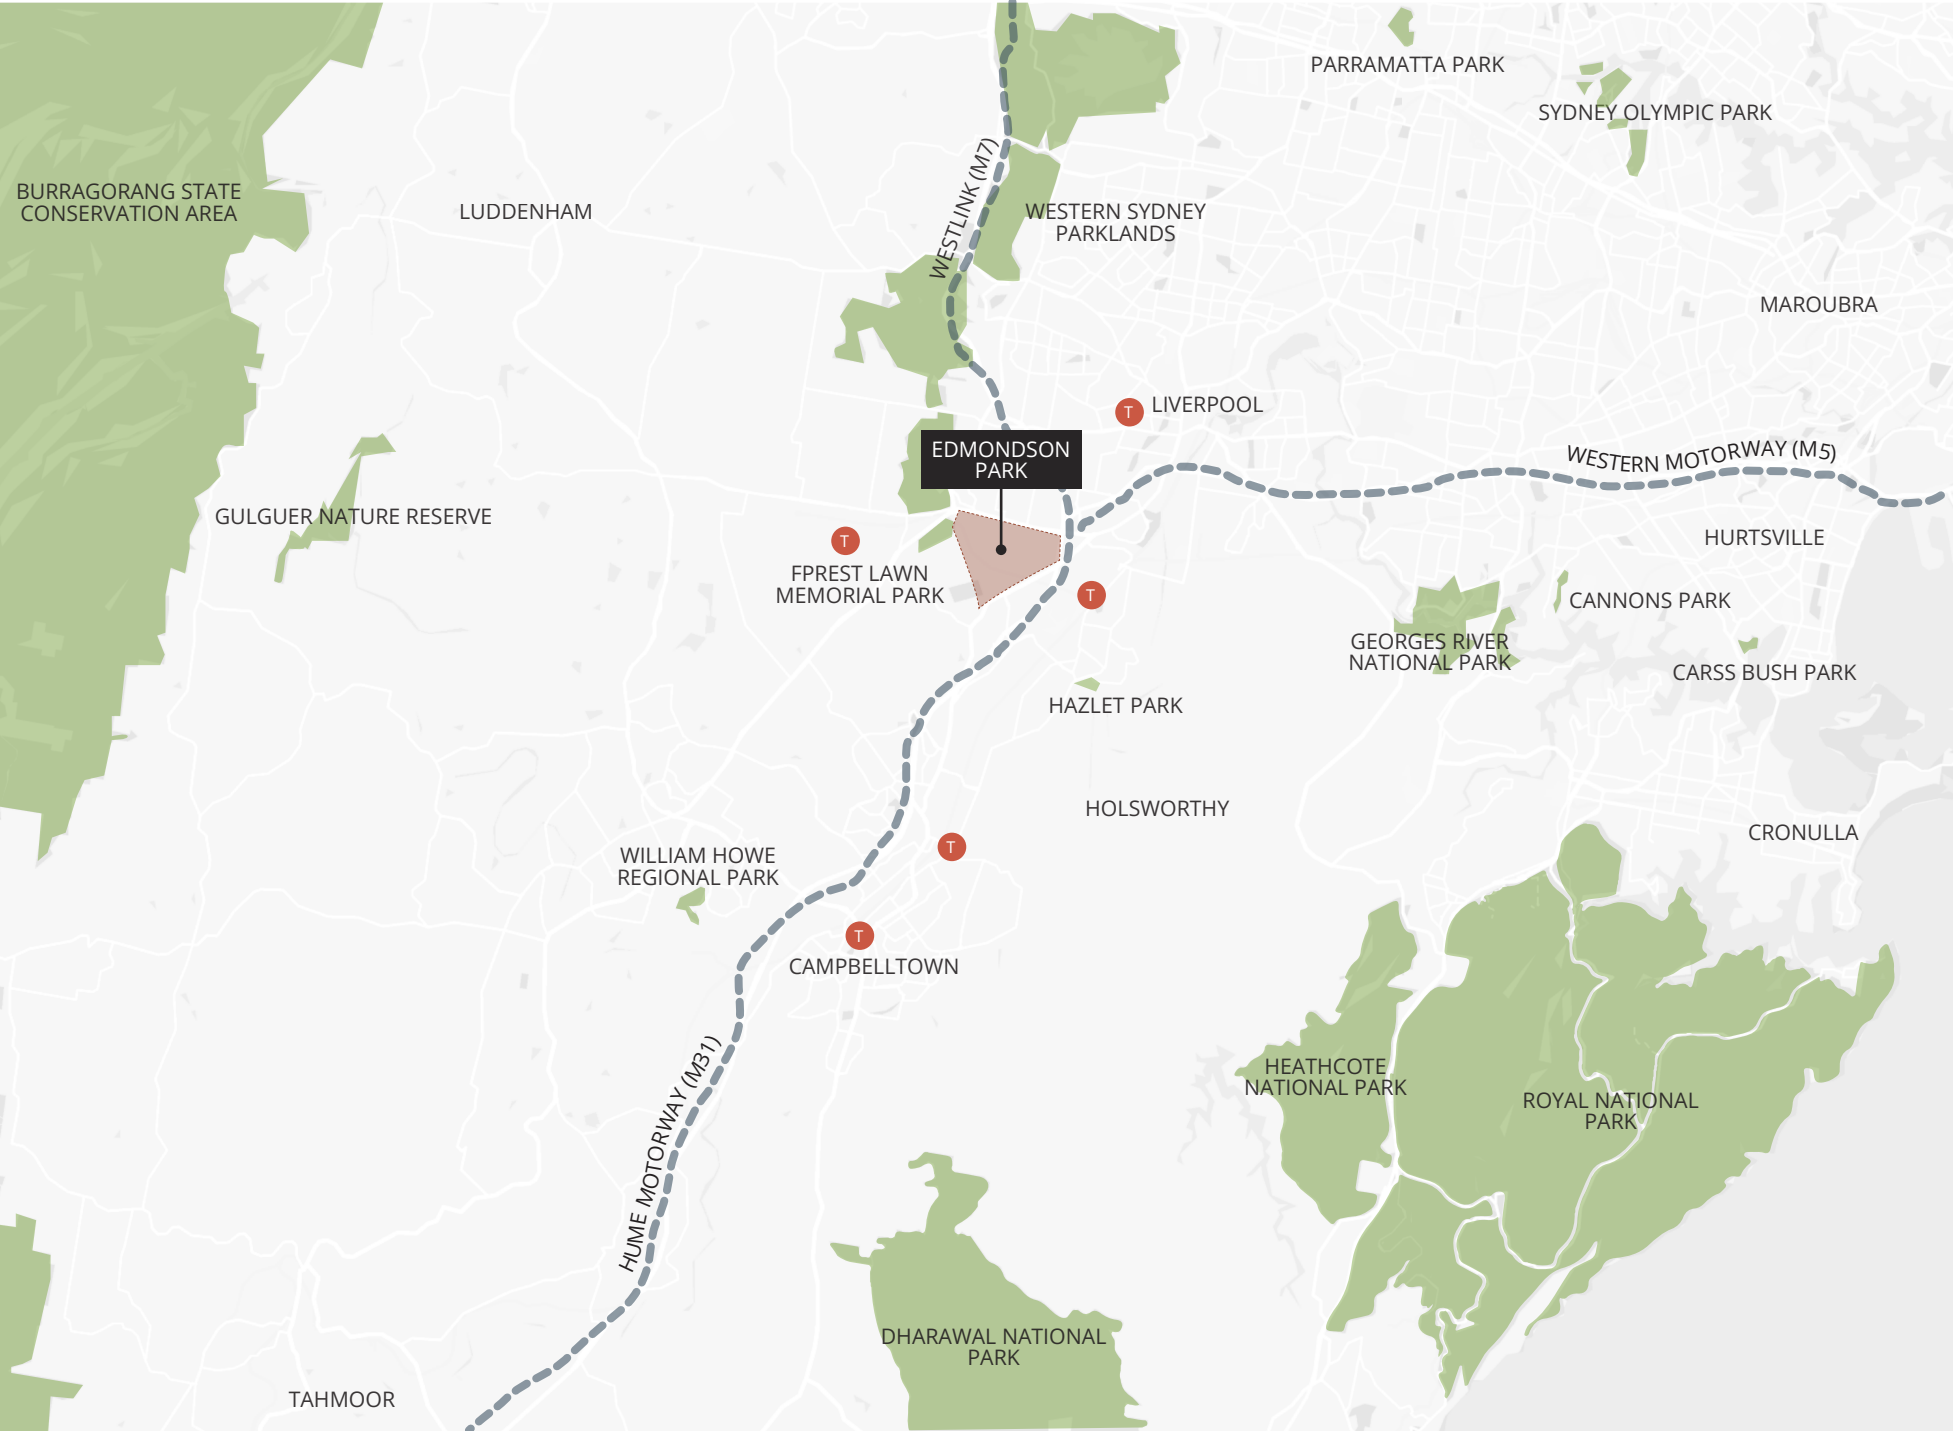 PARRAMATTA PARK
SYDNEY OLYMPIC PARK
BURRAGORANG STATE
CONSERVATION AREA
LUDDENHAM
WESTLINK (M7)
WESTERN SYDNEY
PARKLANDS
MAROUBRA
T
LIVERPOOL
EDMONDSON
PARK
WESTERN MOTORWAY (M5)
GULGUER NATURE RESERVE
T
FPREST LAWN
MEMORIAL PARK
HURTSVILLE
T
CANNONS PARK
GEORGES RIVER
NATIONAL PARK
CARSS BUSH PARK
HAZLET PARK
HOLSWORTHY
CRONULLA
T
WILLIAM HOWE
REGIONAL PARK
T
CAMPBELLTOWN
HUME MOTORWAY (M31)
HEATHCOTE
NATIONAL PARK
ROYAL NATIONAL
PARK
DHARAWAL NATIONAL
PARK
TAHMOOR